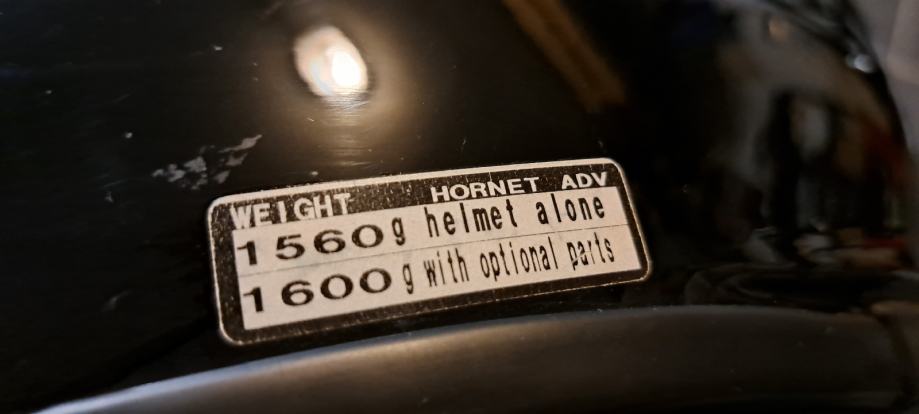 WEIGHT HORNET ADV
1560g helmet alone
1600g with optional parts